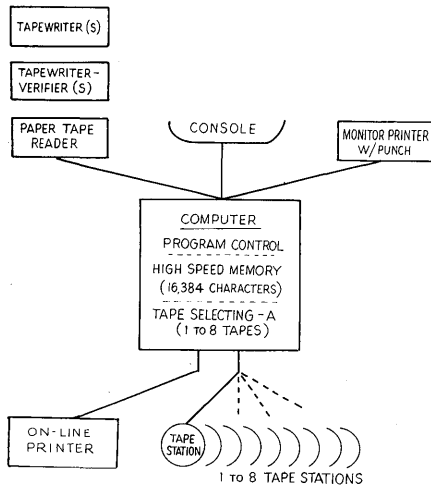 TAPEWRITER (S)
TAPEWRITER-
VERIFIER (S)
PAPER TAPE
READER
CONSOLE
MONITOR PRINTER
W/PUNCH
COMPUTER
PROGRAM CONTROL
HIGH SPEED MEMORY
(16,384 CHARACTERS)
TAPE SELECTING -A
(1 TO 8 TAPES)
ON-LINE
PRINTER
TAPE
STATION
1 TO 8 TAPE STATIONS